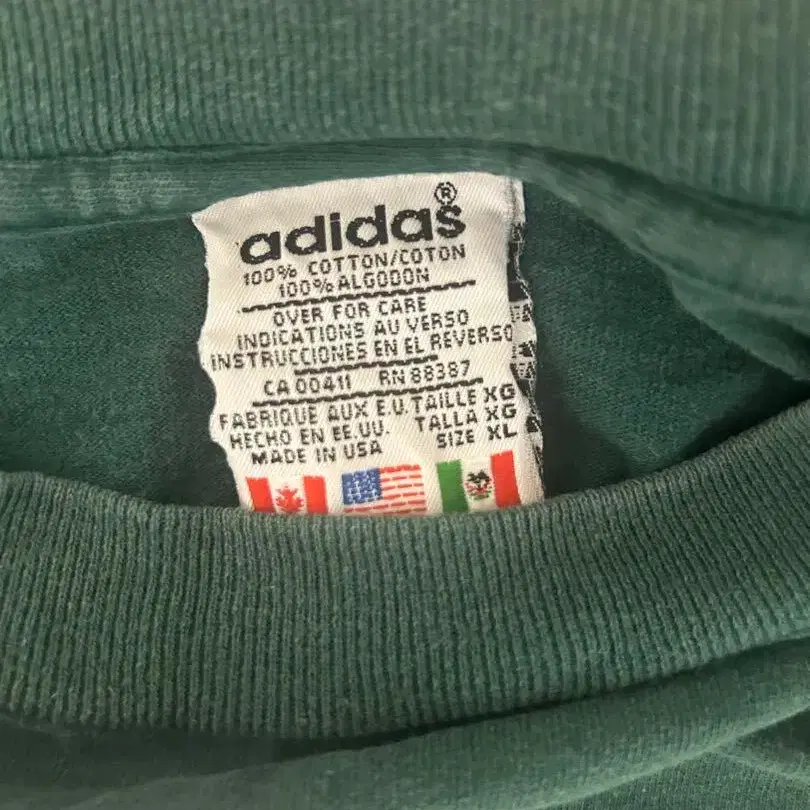 adidas®
100% COTTON/COTON
100% ALGODON
OVER FOR CARE
INDICATIONS AU VERSO
INSTRUCCIONES EN EL REVERSO
CA 00411 RN 88387
FABRIQUE AUX E.U. TAILLE XG
HECHO EN EE.UU. TALLA XG
MADE IN USA SIZE XL